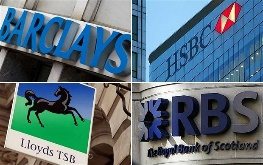 BARCLAYS
HSBC
Lloyds TSB
RBS
The Royal Bank of Scotland